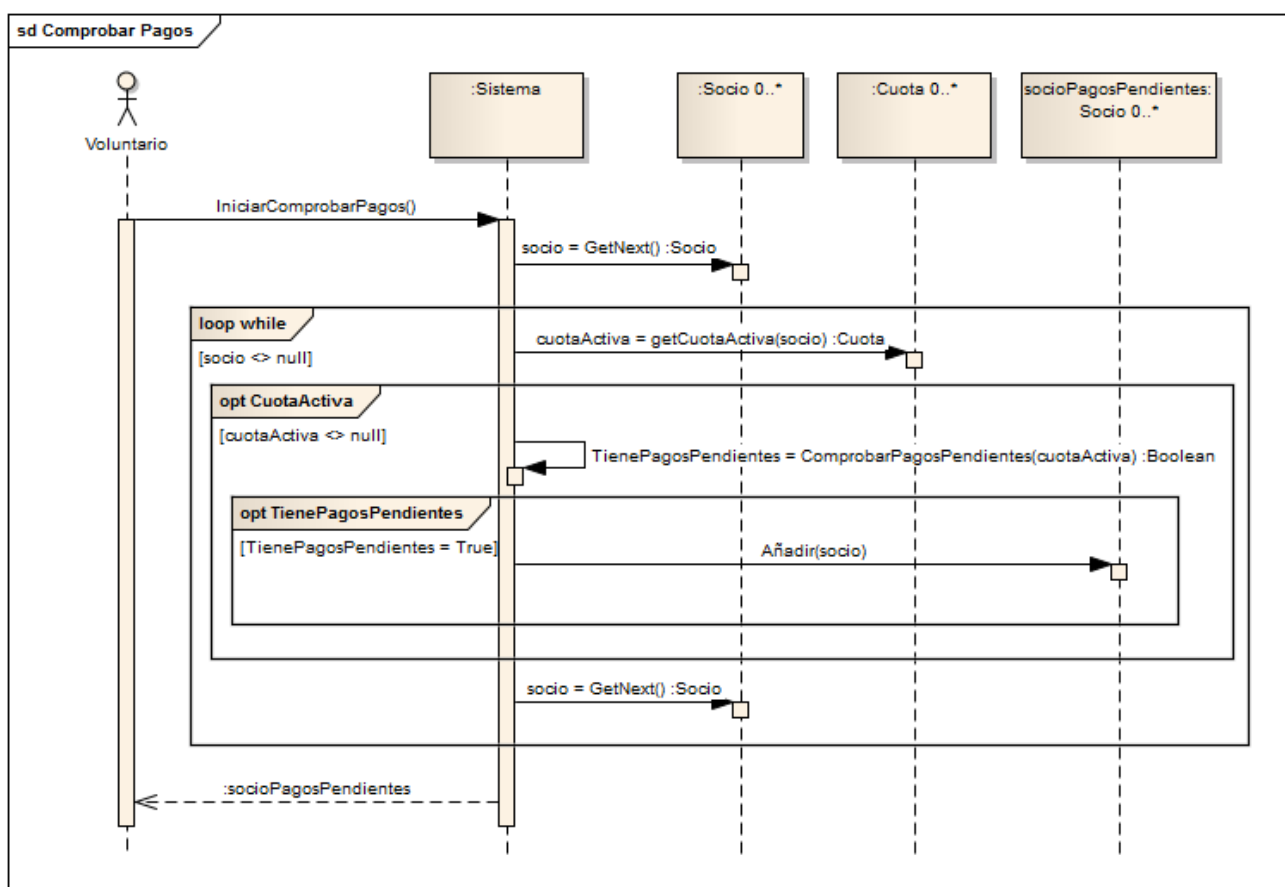 sd Comprobar Pagos
Voluntario
:Sistema
:Socio 0..*
:Cuota 0..*
socioPagosPendientes:
Socio 0..*
IniciarComprobarPagos()
socio = GetNext() :Socio
loop while
[socio <> null]
cuotaActiva = getCuotaActiva(socio) :Cuota
opt CuotaActiva
[cuotaActiva <> null]
TienePagosPendientes = ComprobarPagosPendientes(cuotaActiva) :Boolean
opt TienePagosPendientes
[TienePagosPendientes = True]
Añadir(socio)
socio = GetNext() :Socio
:socioPagosPendientes